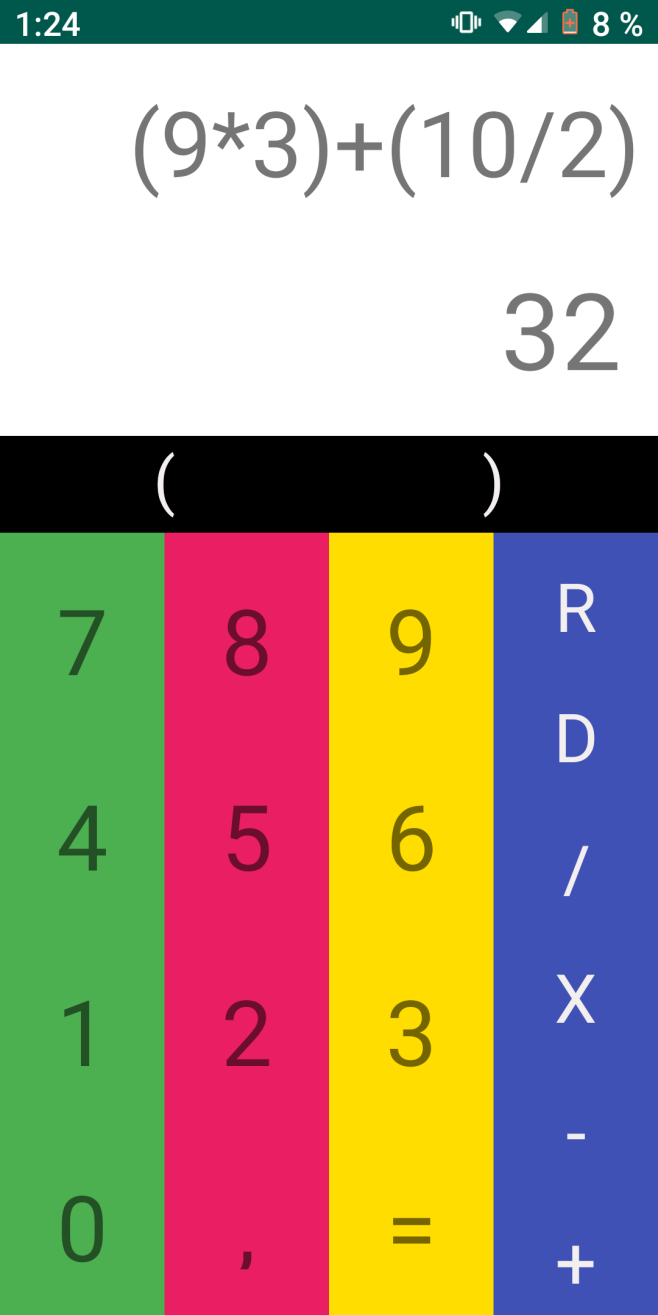 1:24 8 %
(9*3)+(10/2)
32
( )
7 8 9 R
D
4 5 6 /
1 2 3 X
-
0 , = +